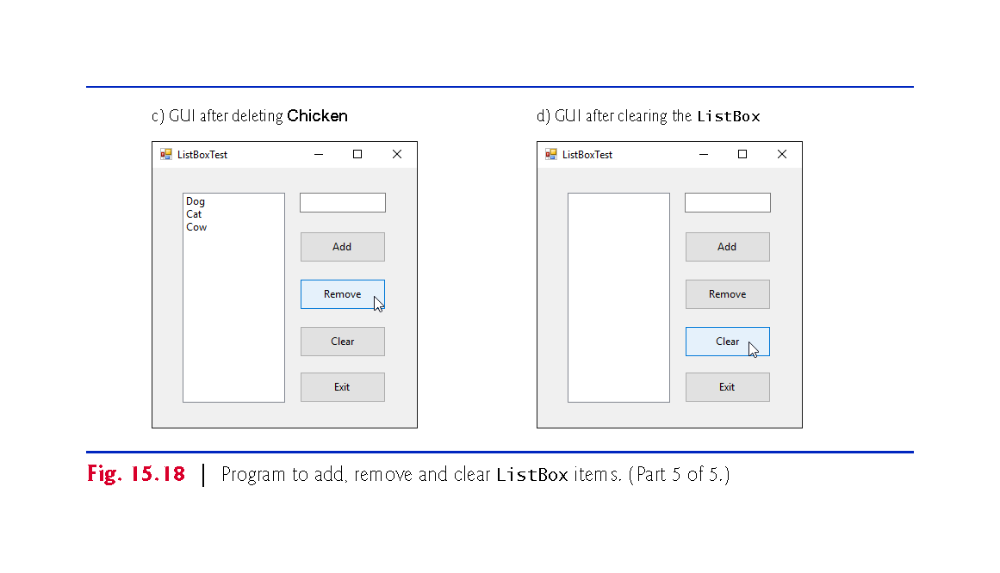 c) GUI after deleting Chicken
ListBoxTest
Dog
Cat
Cow
Add
Remove
Clear
Exit
d) GUI after clearing the ListBox
ListBoxTest
Add
Remove
Clear
Exit
Fig. 15.18 | Program to add, remove and clear ListBox items. (Part 5 of 5.)